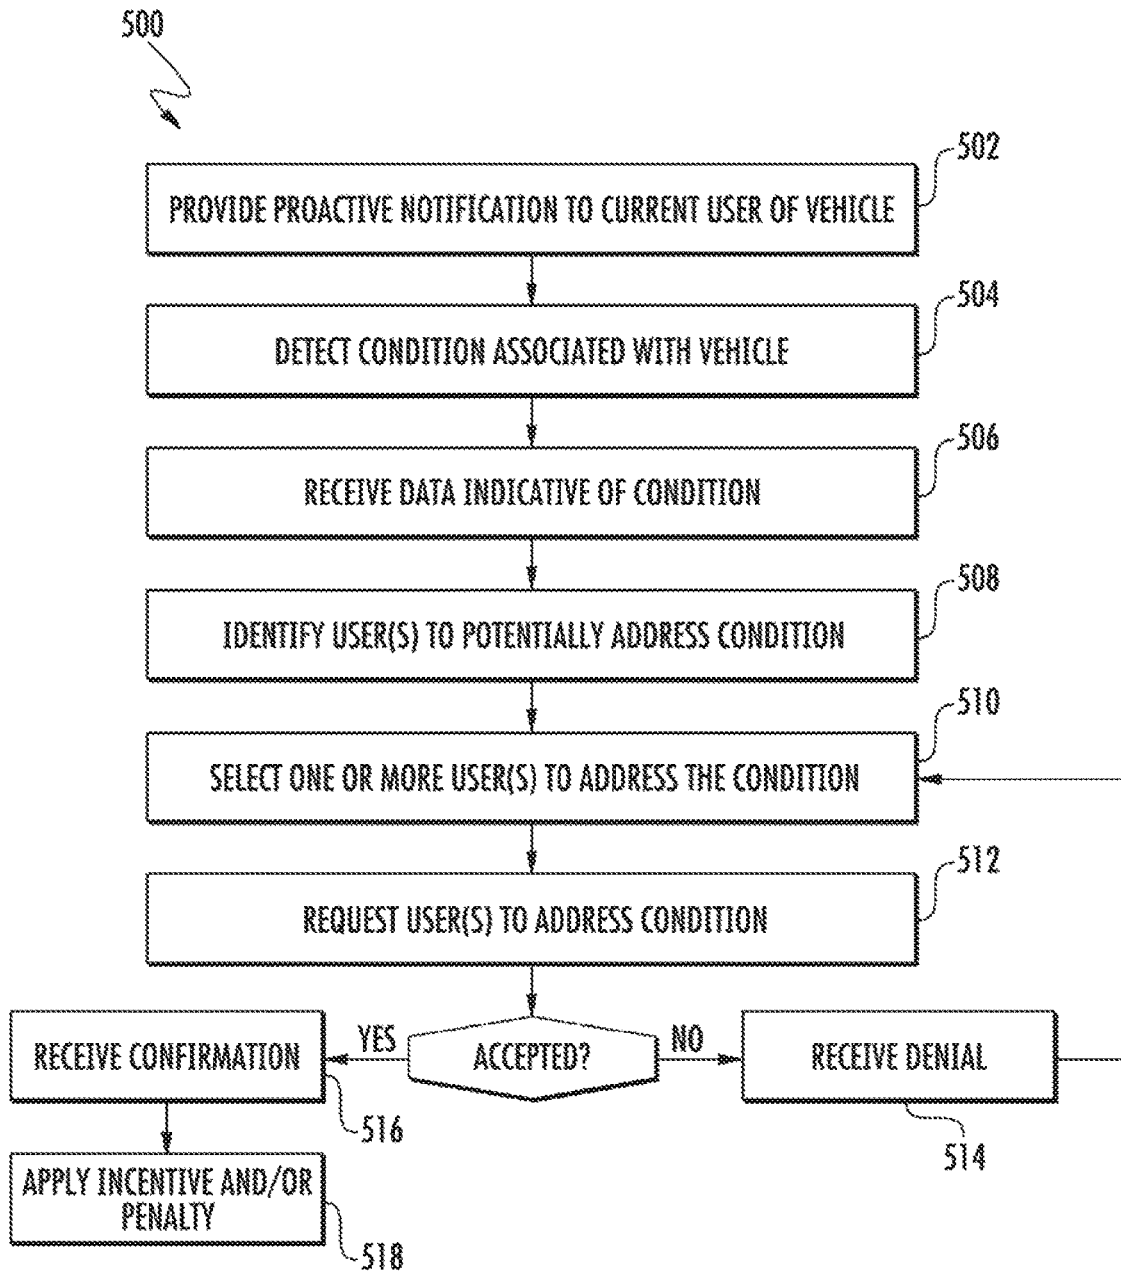 500
502
PROVIDE PROACTIVE NOTIFICATION TO CURRENT USER OF VEHICLE
504
DETECT CONDITION ASSOCIATED WITH VEHICLE
506
RECEIVE DATA INDICATIVE OF CONDITION
508
IDENTIFY USER(S) TO POTENTIALLY ADDRESS CONDITION
510
SELECT ONE OR MORE USER(S) TO ADDRESS THE CONDITION
512
REQUEST USER(S) TO ADDRESS CONDITION
RECEIVE CONFIRMATION
YES
ACCEPTED?
NO
RECEIVE DENIAL
516
514
APPLY INCENTIVE AND/OR
PENALTY
518